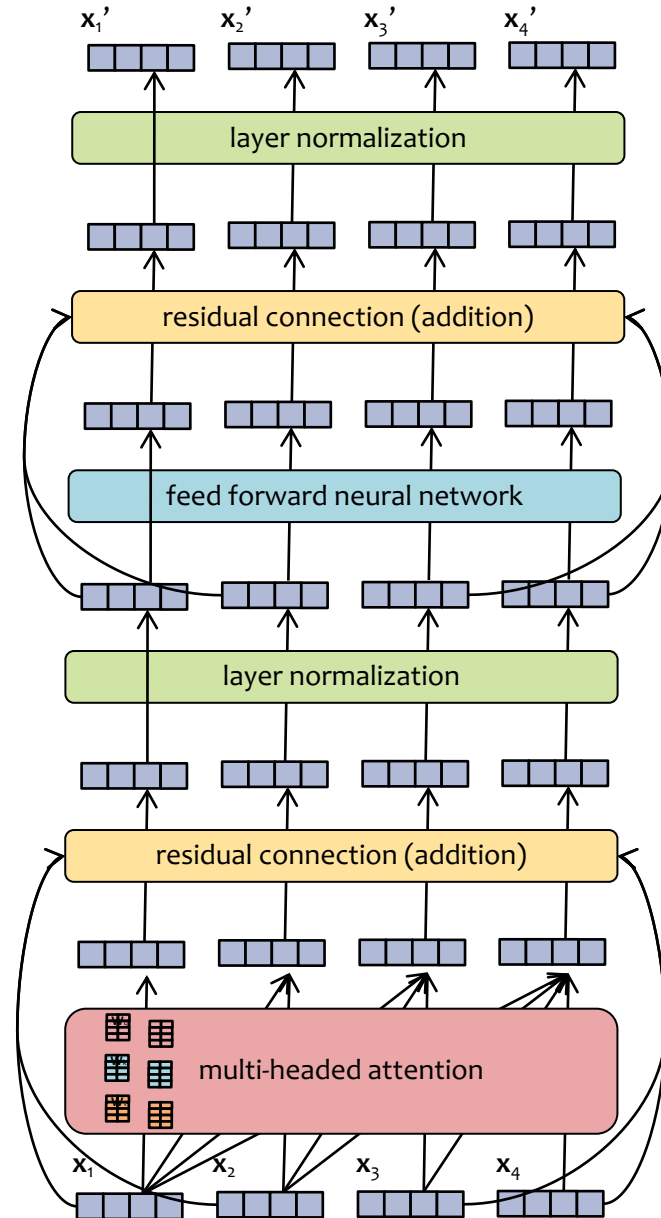 x₁’ x₂’ x₃’ x₄’
layer normalization
residual connection (addition)
feed forward neural network
layer normalization
residual connection (addition)
multi-headed attention
x₁ x₂ x₃ x₄